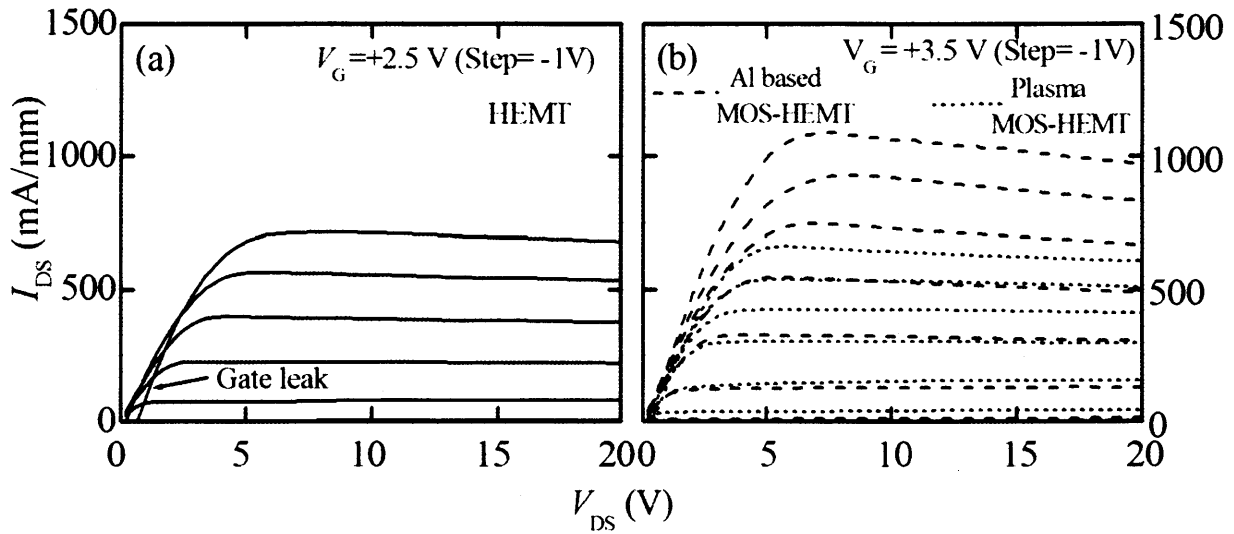 1500
1000
500
0
I_DS (mA/mm)
(a)
V_G =+2.5 V (Step= -1V)
HEMT
Gate leak
0 5 10 15 20
(b)
V_G = +3.5 V (Step= -1V)
Al based
MOS-HEMT
Plasma
MOS-HEMT
1500
1000
500
0
0 5 10 15 20
V_DS (V)